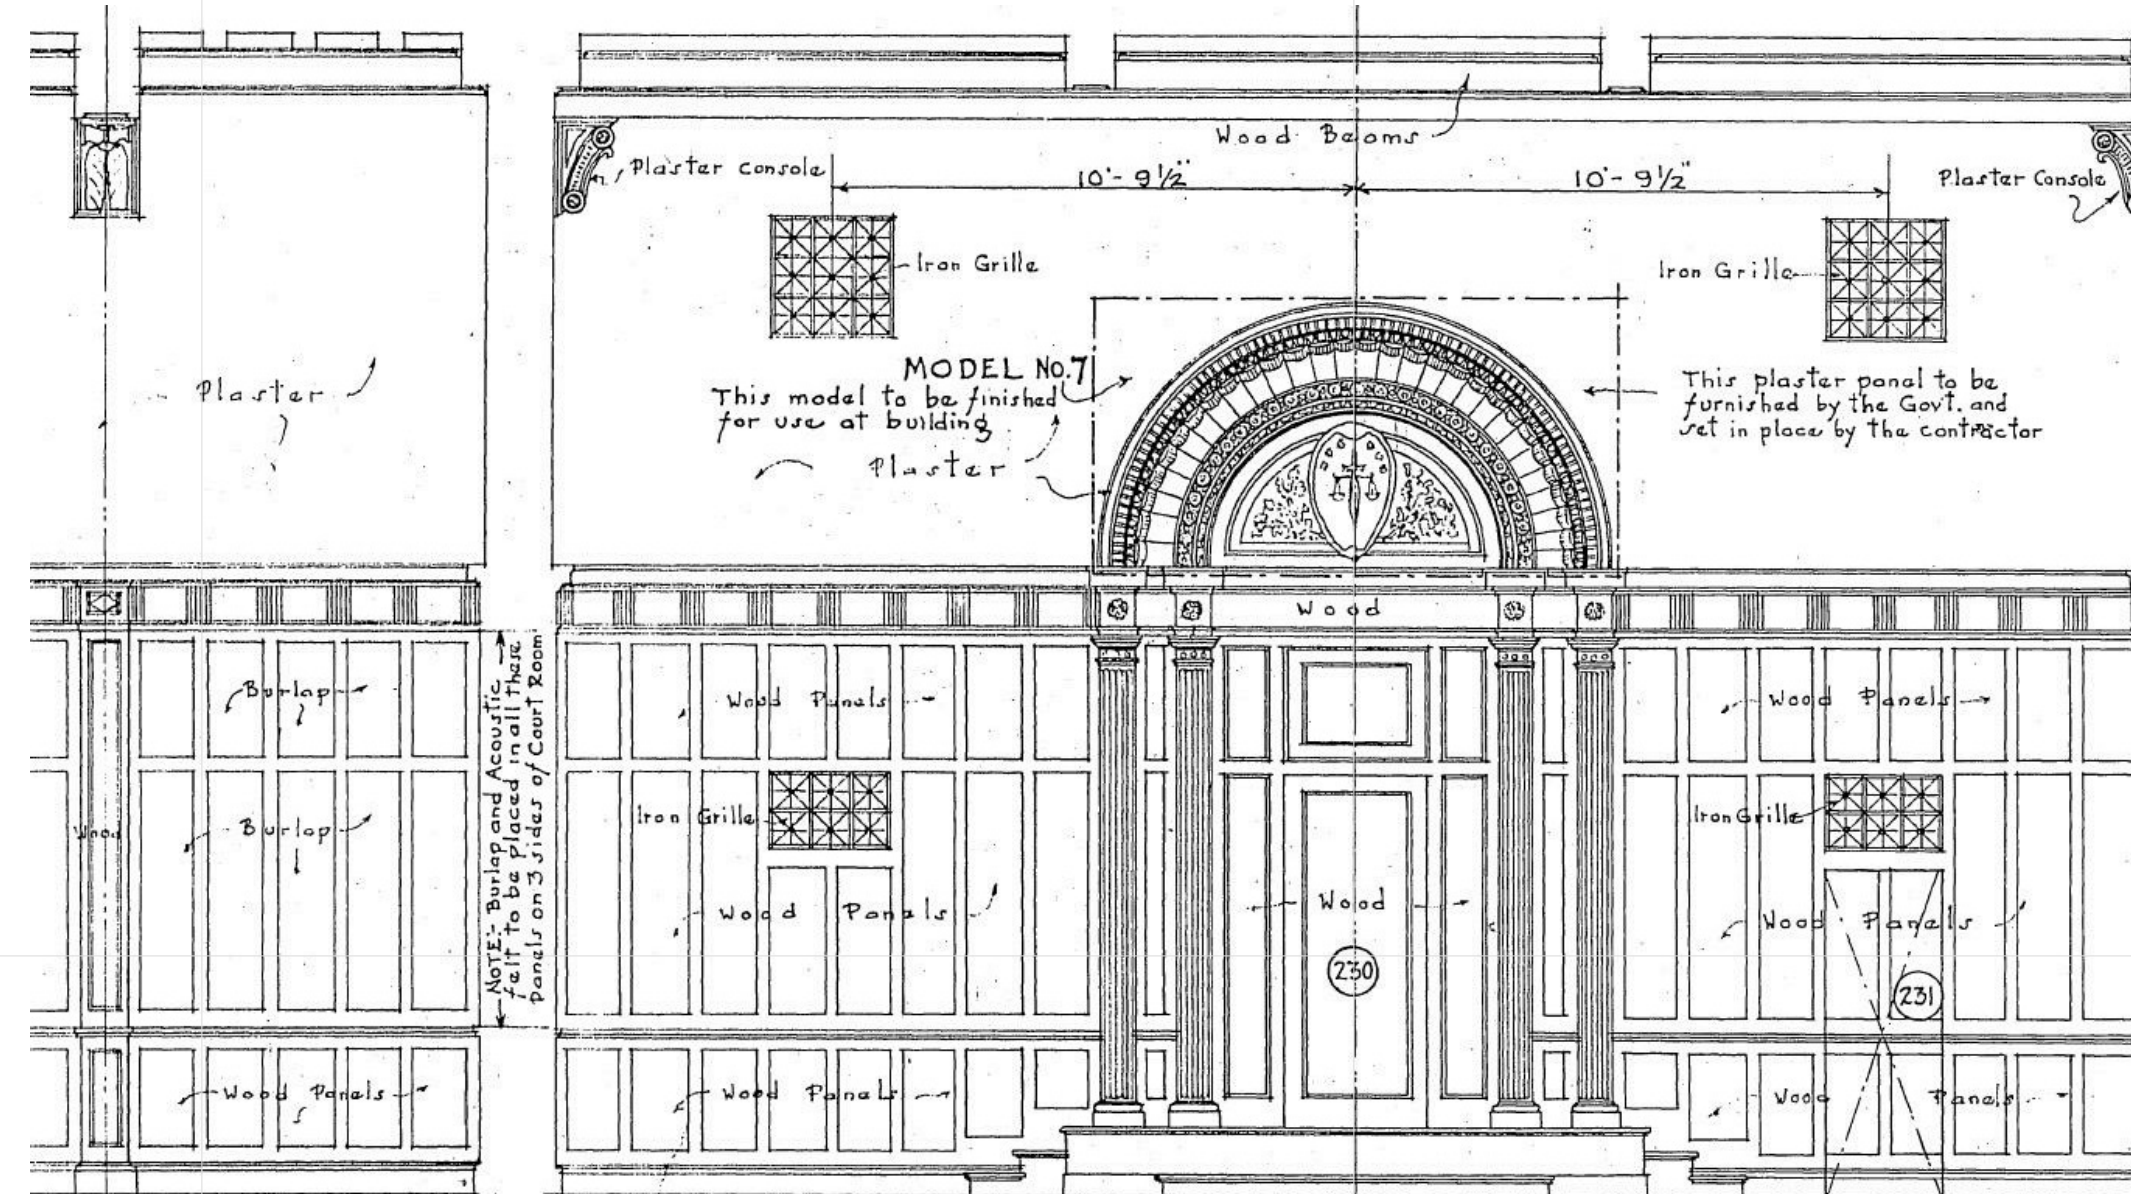 Wood Beams
Plaster Console
10'-9½"
10'-9½"
Plaster Console
Iron Grille
Iron Grille
Plaster
MODEL No.7
This model to be finished
for use at building
Plaster
This plaster panel to be
furnished by the Govt. and
set in place by the contractor
Wood
NOTE:- Burlap and Acoustic
felt to be placed in all these
Panels on 3 sides of Court Room
Burlap
Wood Panels
Wood Panels
Wood
Burlap
Iron Grille
Iron Grille
Wood Panels
Wood
Wood Panels
230
231
Wood Panels
Wood Panels
Wood Panels